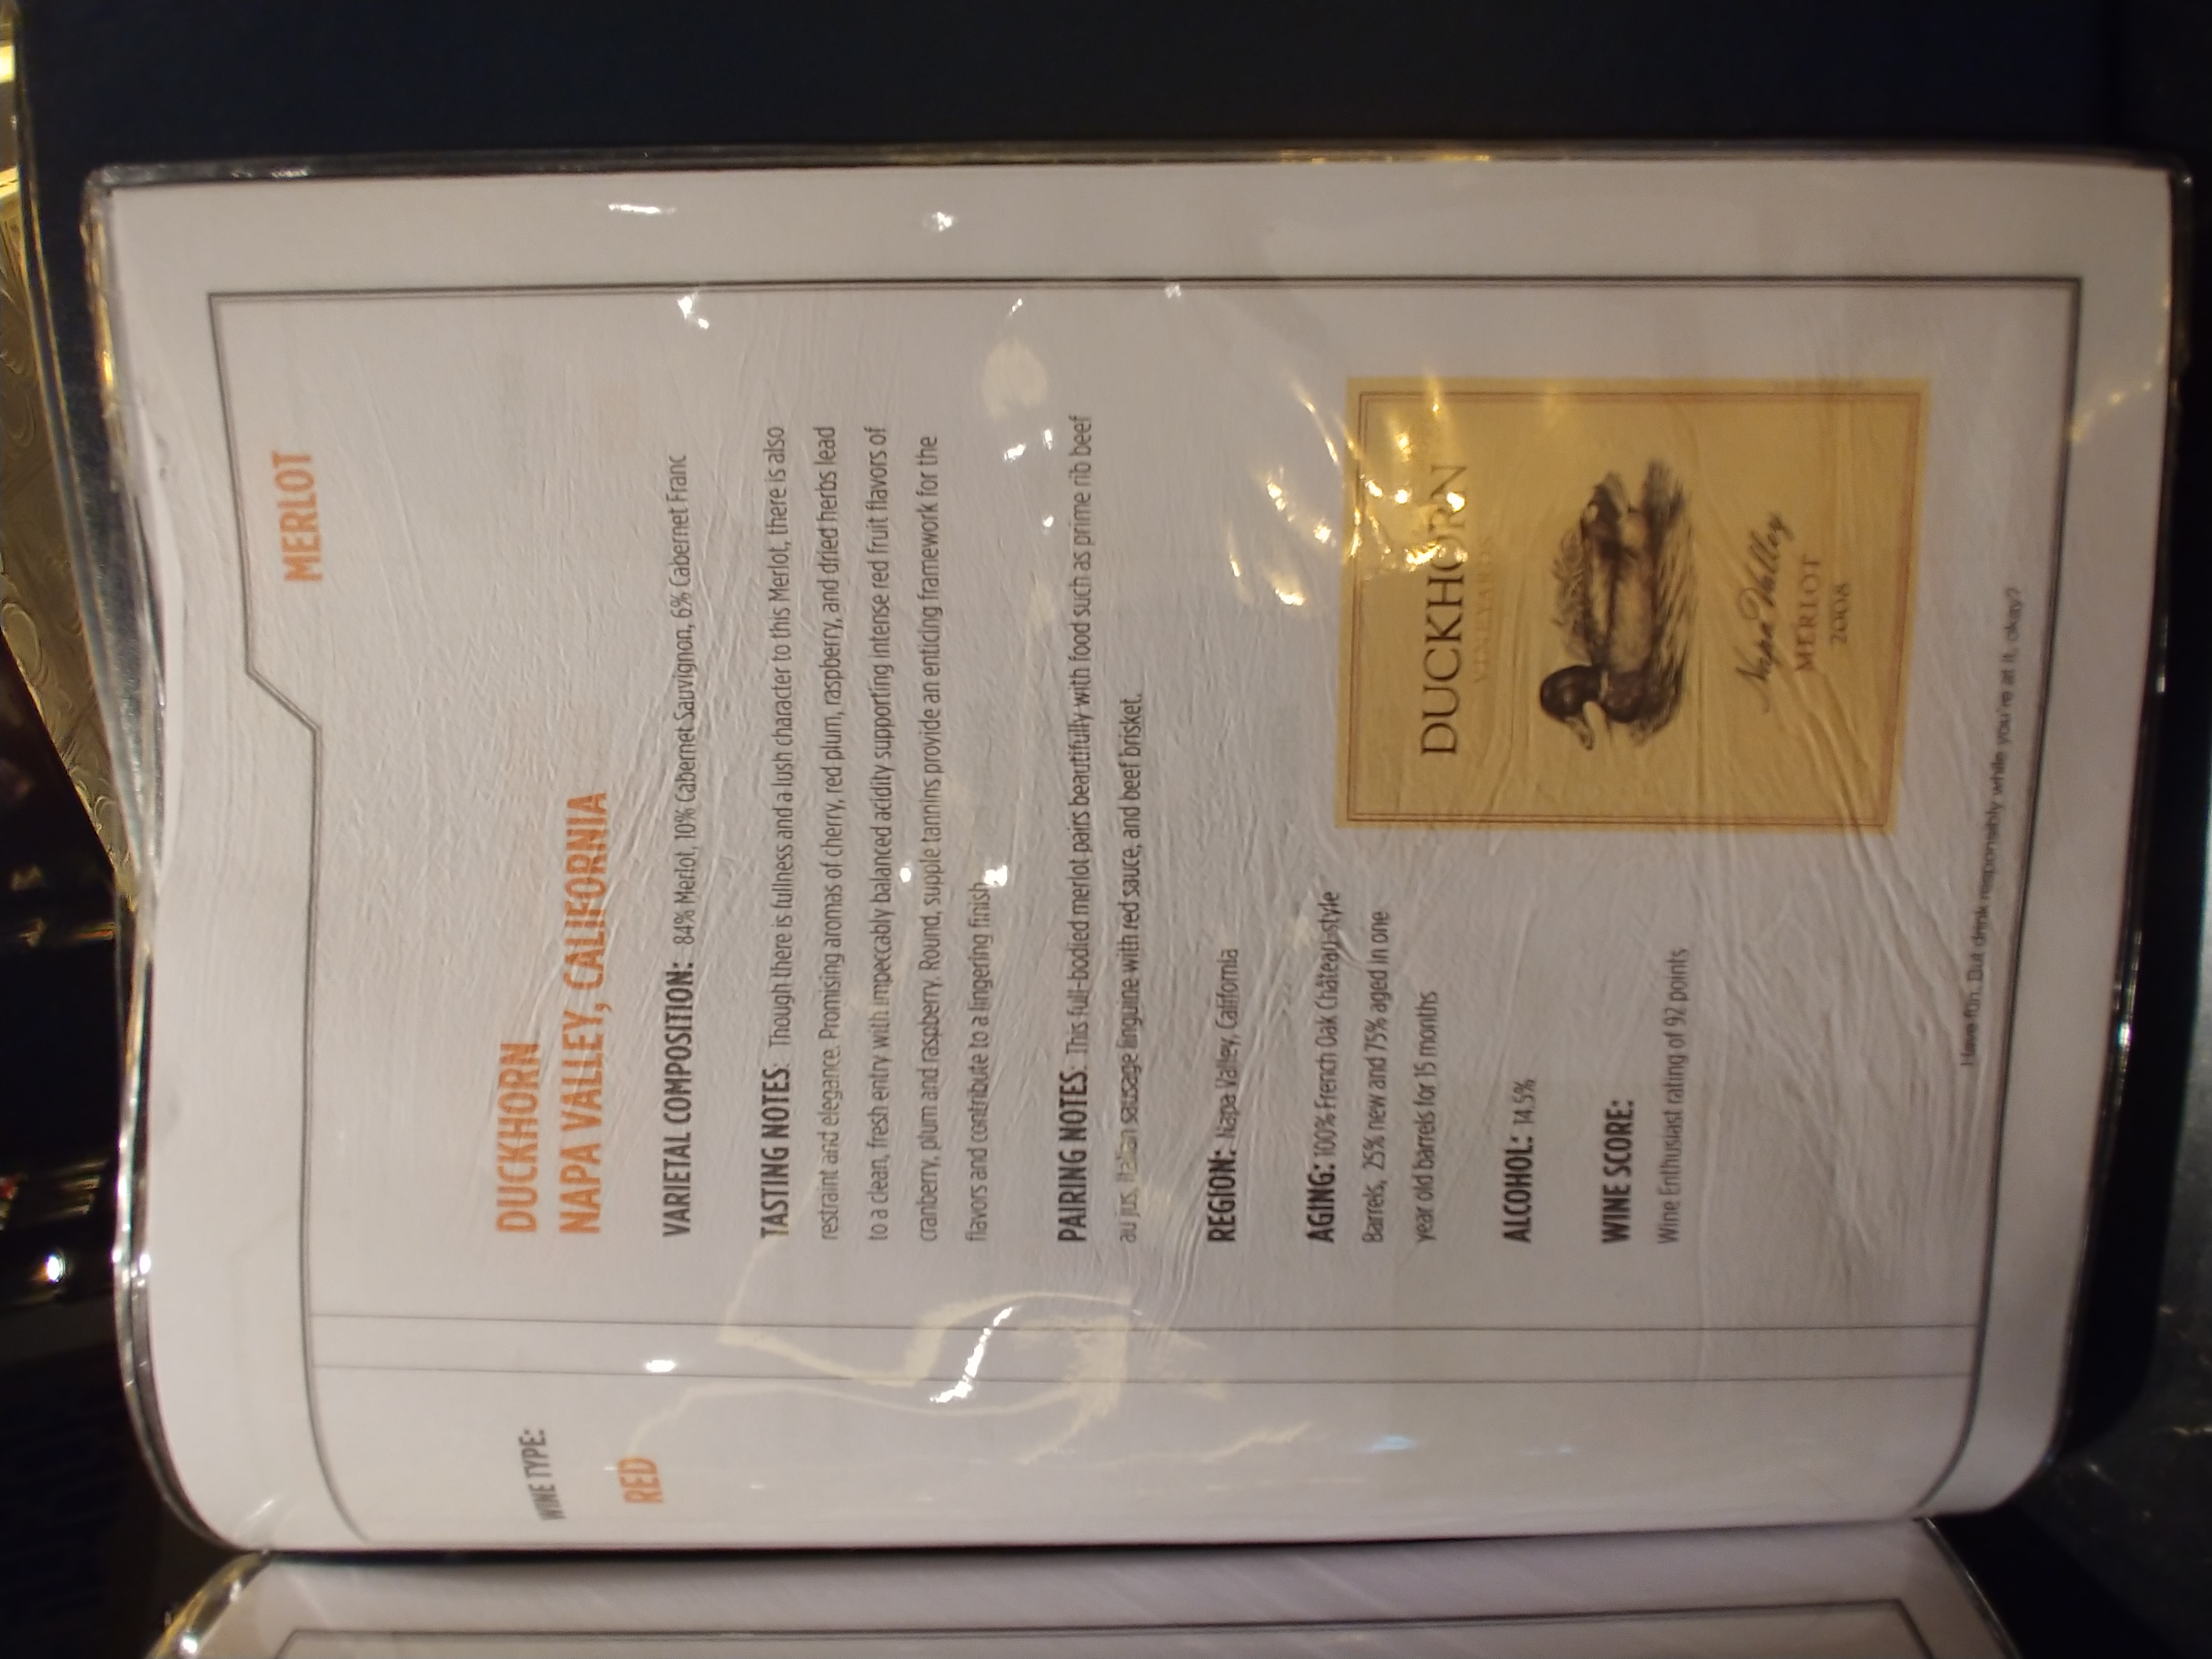 MERLOT
WINE TYPE:
RED
DUCKHORN
NAPA VALLEY, CALIFORNIA
VARIETAL COMPOSITION: 84% Merlot, 10% Cabernet Sauvignon, 6% Cabernet Franc
TASTING NOTES: Though there is fullness and a lush character to this Merlot, there is also
restraint and elegance. Promising aromas of cherry, red plum, raspberry, and dried herbs lead
to a clean, fresh entry with impeccably balanced acidity supporting intense red fruit flavors of
cranberry, plum and raspberry. Round, supple tannins provide an enticing framework for the
flavors and contribute to a lingering finish.
PAIRING NOTES: This full-bodied merlot pairs beautifully with food such as prime rib beef
au jus, Italian sausage linguine with red sauce, and beef brisket.
REGION: Napa Valley, California
AGING: 100% French Oak Château-style
Barrels, 25% new and 75% aged in one
year old barrels for 15 months
ALCOHOL: 14.5%
WINE SCORE:
Wine Enthusiast rating of 92 points
DUCKHORN
VINEYARDS
Napa Valley
MERLOT
2008
Have fun. But drink responsibly while you're at it, okay?